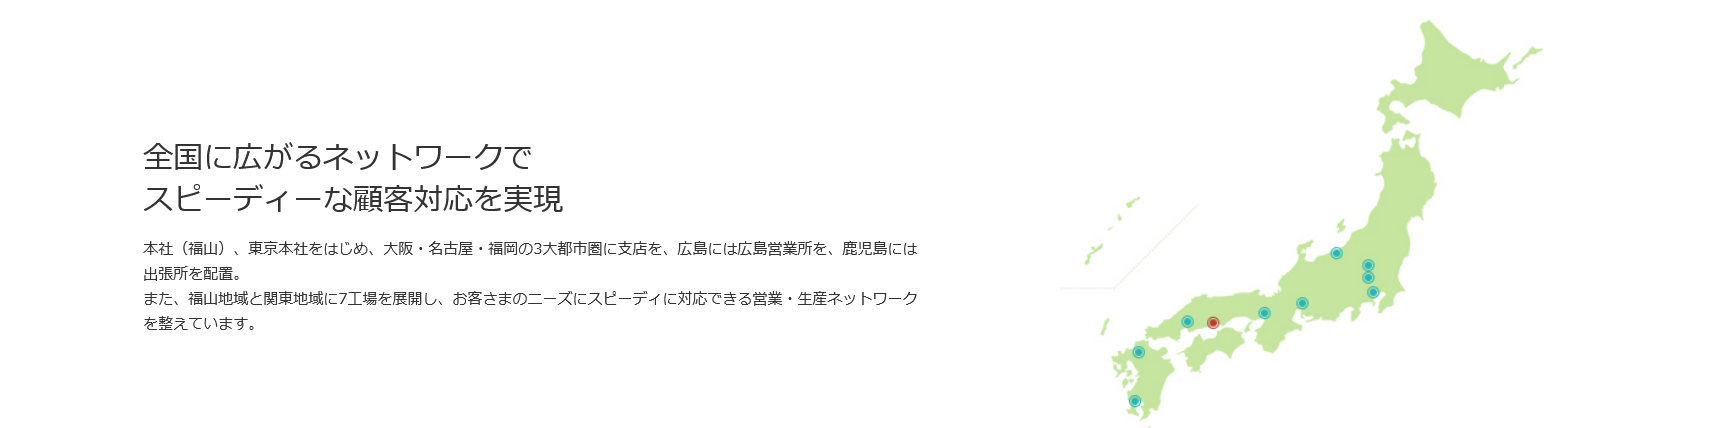 全国に広がるネットワークで
スピーディーな顧客対応を実現
本社（福山）、東京本社をはじめ、大阪・名古屋・福岡の3大都市圏に支店を、広島には広島営業所を、鹿児島には
出張所を配置。
また、福山地域と関東地域に7工場を展開し、お客さまのニーズにスピーディに対応できる営業・生産ネットワーク
を整えています。